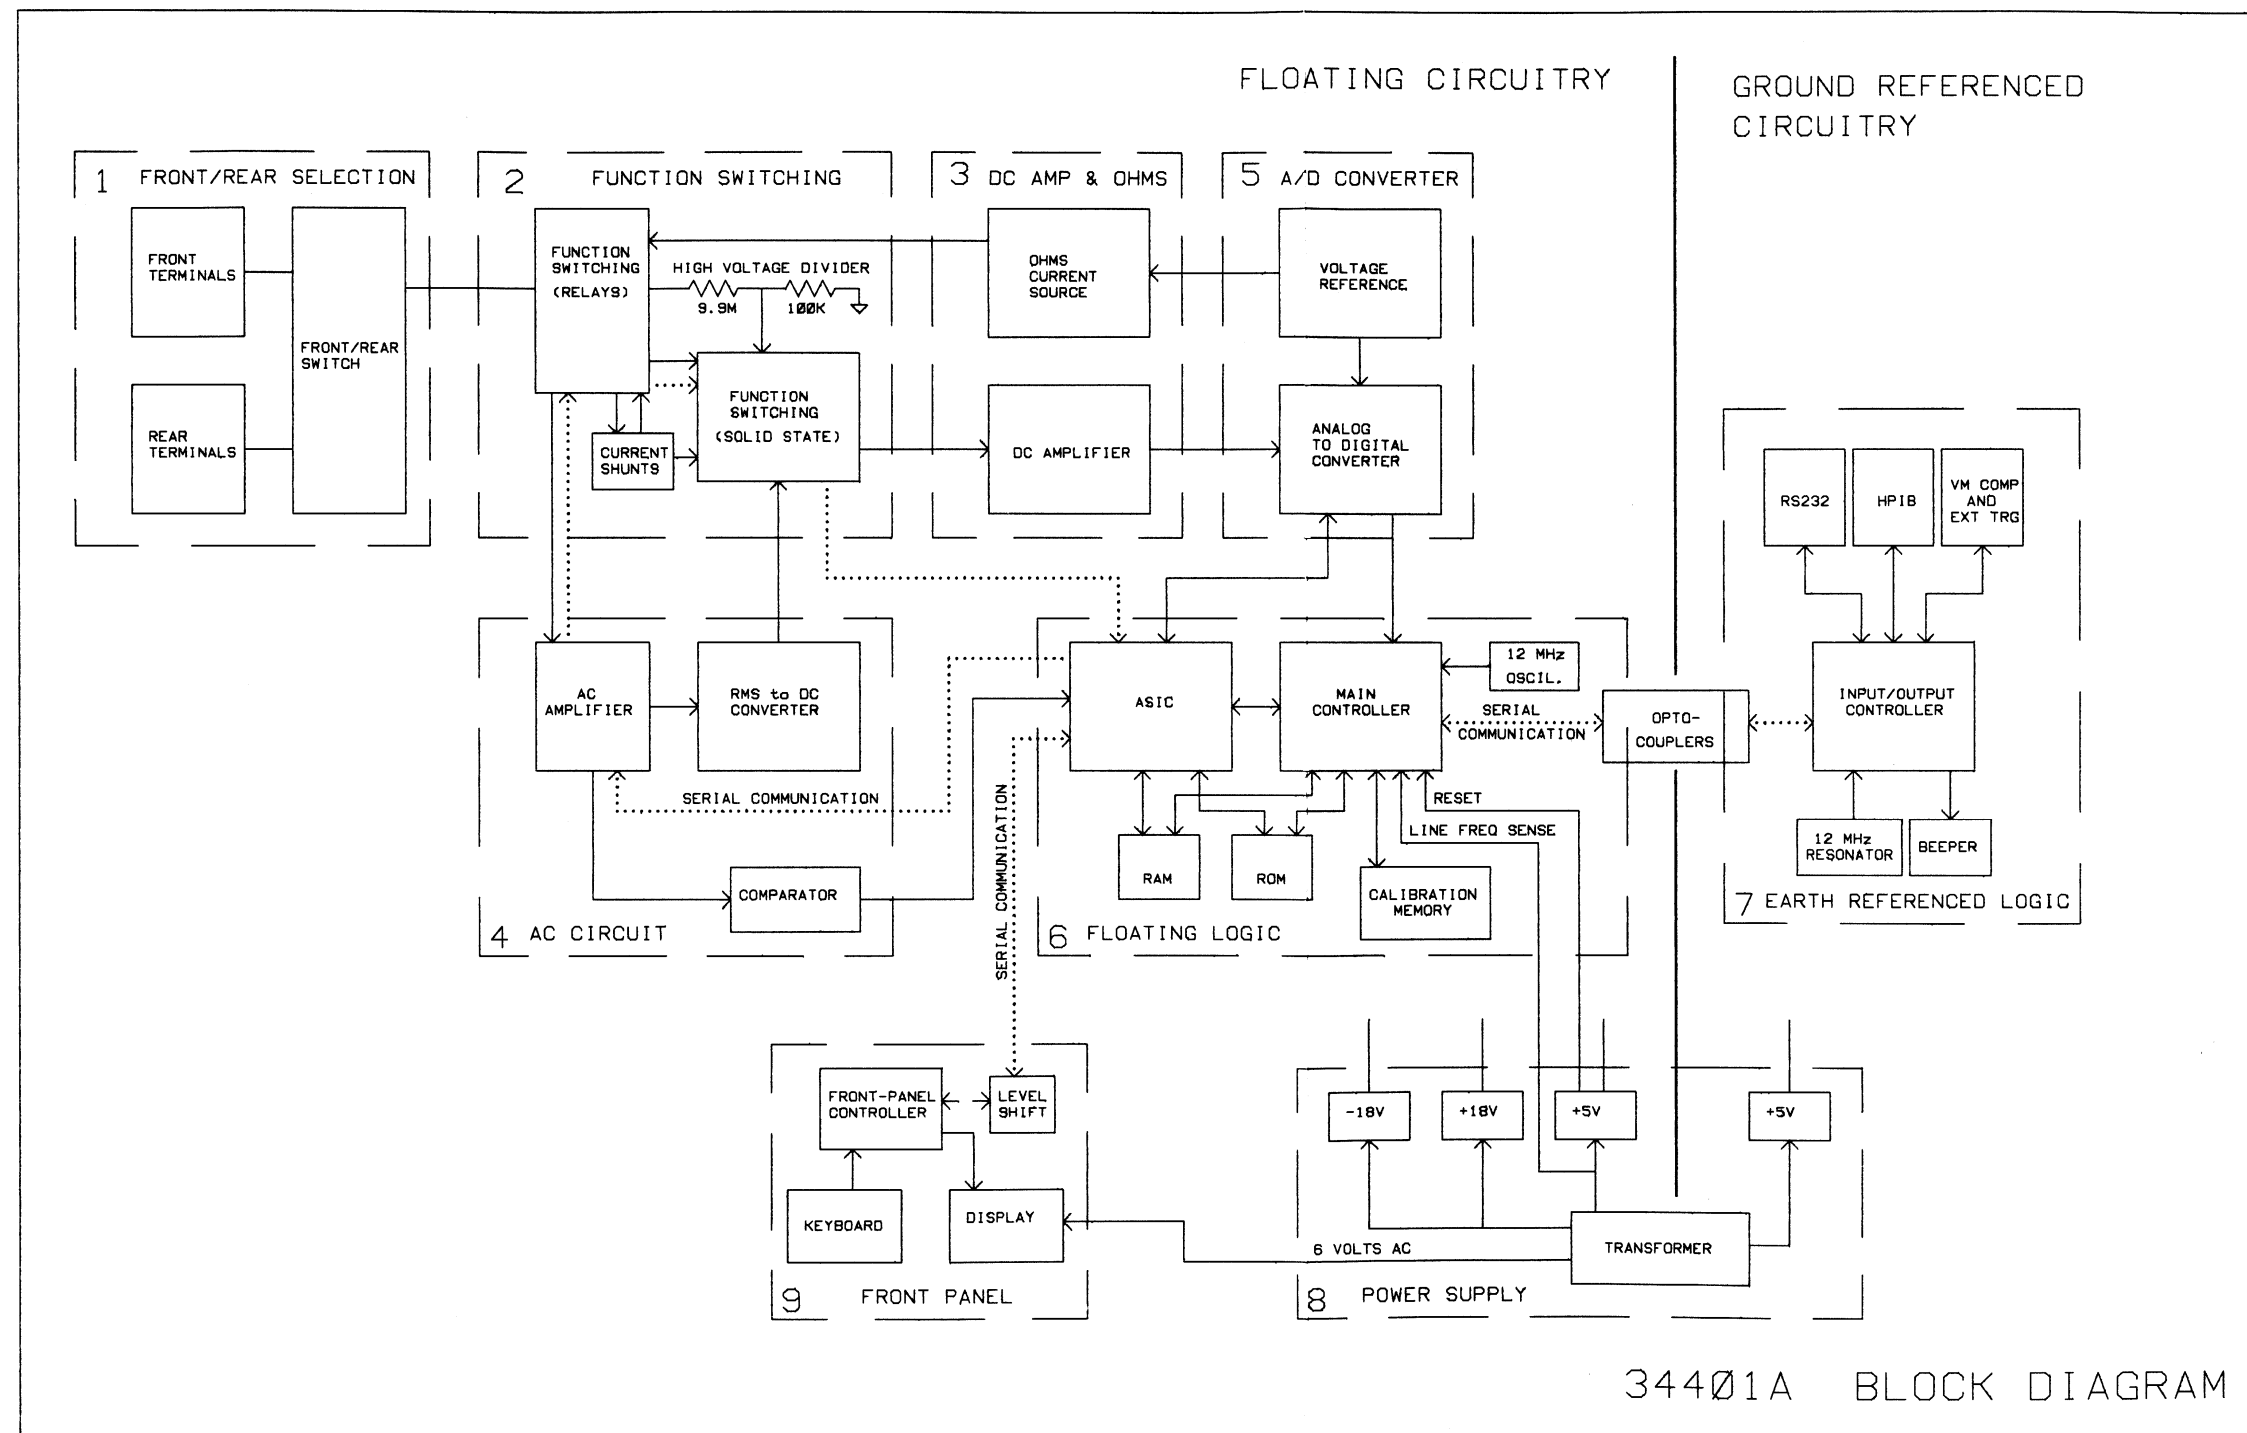 FLOATING CIRCUITRY
GROUND REFERENCED
CIRCUITRY
1 FRONT/REAR SELECTION
FRONT
TERMINALS
REAR
TERMINALS
FRONT/REAR
SWITCH
2 FUNCTION SWITCHING
FUNCTION
SWITCHING
(RELAYS)
HIGH VOLTAGE DIVIDER
9.9M
100K
FUNCTION
SWITCHING
(SOLID STATE)
CURRENT
SHUNTS
3 DC AMP & OHMS
OHMS
CURRENT
SOURCE
DC AMPLIFIER
5 A/D CONVERTER
VOLTAGE
REFERENCE
ANALOG
TO DIGITAL
CONVERTER
RS232
HPIB
VM COMP
AND
EXT TRG
INPUT/OUTPUT
CONTROLLER
12 MHz
RESONATOR
BEEPER
7 EARTH REFERENCED LOGIC
AC
AMPLIFIER
RMS to DC
CONVERTER
SERIAL COMMUNICATION
COMPARATOR
4 AC CIRCUIT
SERIAL COMMUNICATION
ASIC
MAIN
CONTROLLER
12 MHz
OSCIL.
SERIAL
COMMUNICATION
OPTO-
COUPLERS
RESET
LINE FREQ SENSE
RAM
ROM
CALIBRATION
MEMORY
6 FLOATING LOGIC
FRONT-PANEL
CONTROLLER
LEVEL
SHIFT
KEYBOARD
DISPLAY
9 FRONT PANEL
-18V
+18V
+5V
+5V
6 VOLTS AC
TRANSFORMER
8 POWER SUPPLY
34401A BLOCK DIAGRAM